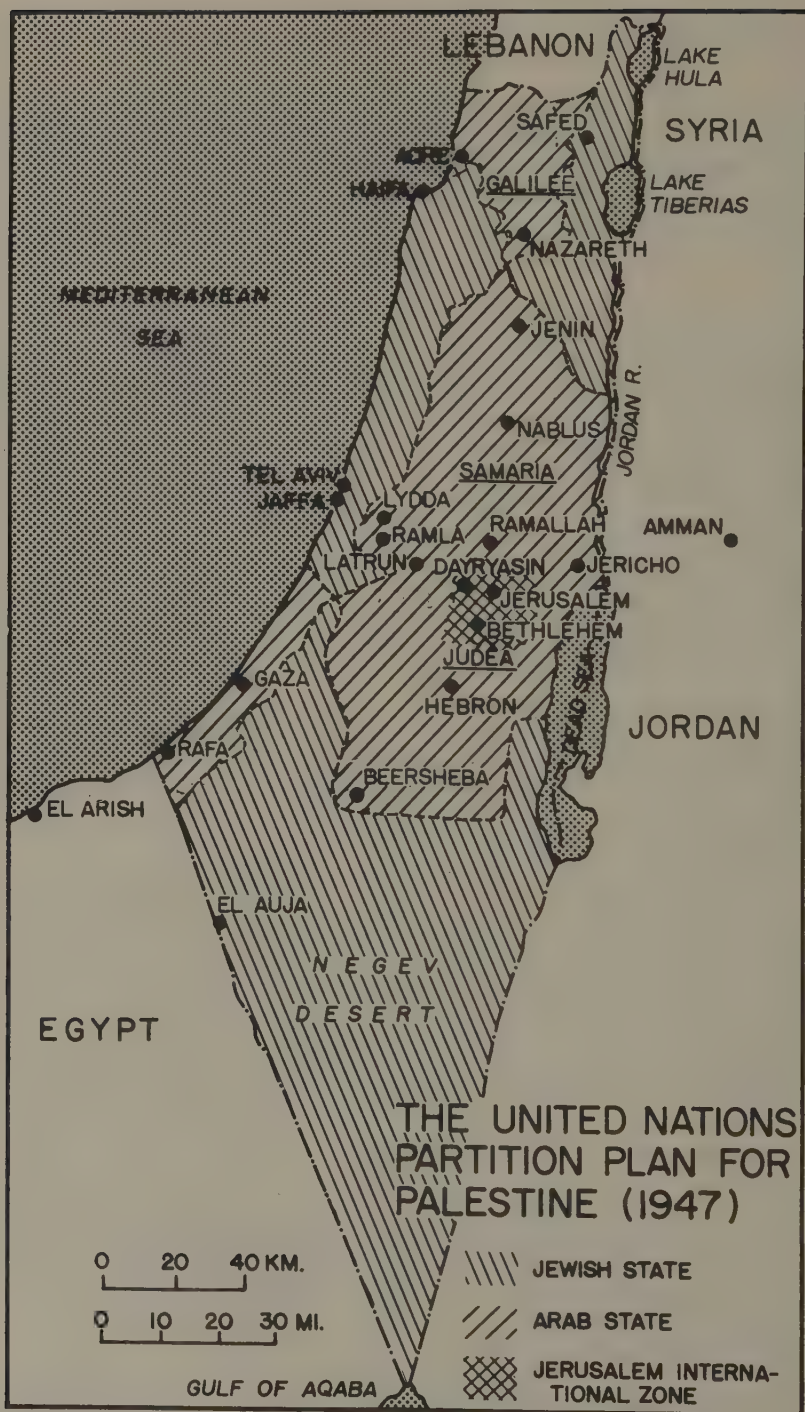 LEBANON
LAKE
HULA
SAFED
SYRIA
ACRE
HAIFA
GALILEE
LAKE
TIBERIAS
NAZARETH
MEDITERRANEAN
SEA
JENIN
JORDAN R.
NABLUS
SAMARIA
TEL AVIV
JAFFA
LYDDA
RAMLA
RAMALLAH
AMMAN
LATRUN
DAYRYASIN
JERICHO
JERUSALEM
BETHLEHEM
JUDEA
GAZA
HEBRON
DEAD SEA
JORDAN
RAFA
BEERSHEBA
EL ARISH
EL AUJA
NEGEV
DESERT
EGYPT
THE UNITED NATIONS
PARTITION PLAN FOR
PALESTINE (1947)
0 20 40 KM.
0 10 20 30 MI.
JEWISH STATE
ARAB STATE
JERUSALEM INTERNA-
TIONAL ZONE
GULF OF AQABA